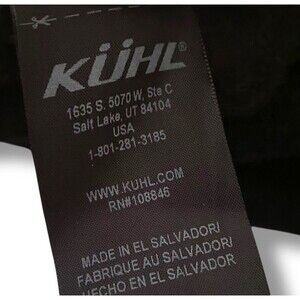 KÜHL®
1635 S. 5070 W, Ste C
Salt Lake, UT 84104
USA
1-801-281-3185
WWW.KUHL.COM
RN#108846
MADE IN EL SALVADOR/
FABRIQUE AU SALVADOR/
HECHO EN EL SALVADOR